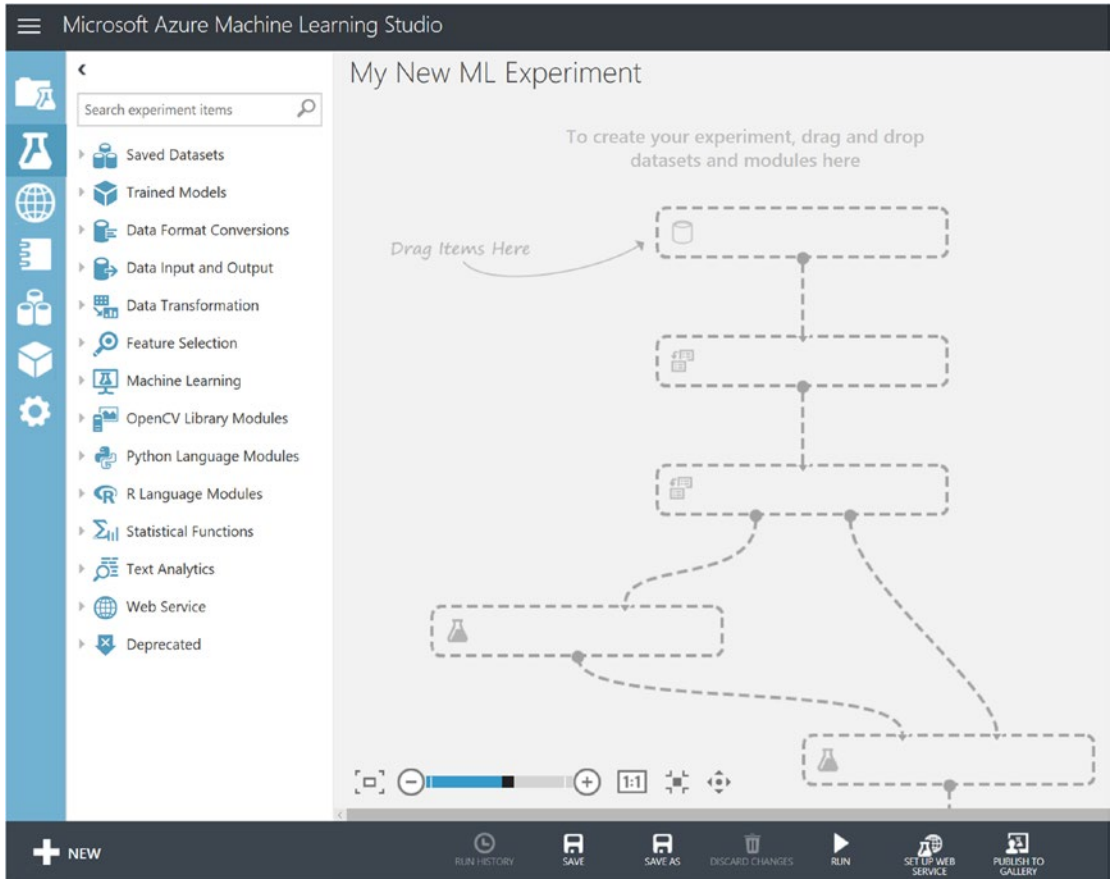 Microsoft Azure Machine Learning Studio
My New ML Experiment
Search experiment items
Saved Datasets
Trained Models
Data Format Conversions
Data Input and Output
Data Transformation
Feature Selection
Machine Learning
OpenCV Library Modules
Python Language Modules
R Language Modules
Statistical Functions
Text Analytics
Web Service
Deprecated
To create your experiment, drag and drop
datasets and modules here
Drag Items Here
1:1
NEW
RUN HISTORY
SAVE
SAVE AS
DISCARD CHANGES
RUN
SET UP WEB
SERVICE
PUBLISH TO
GALLERY